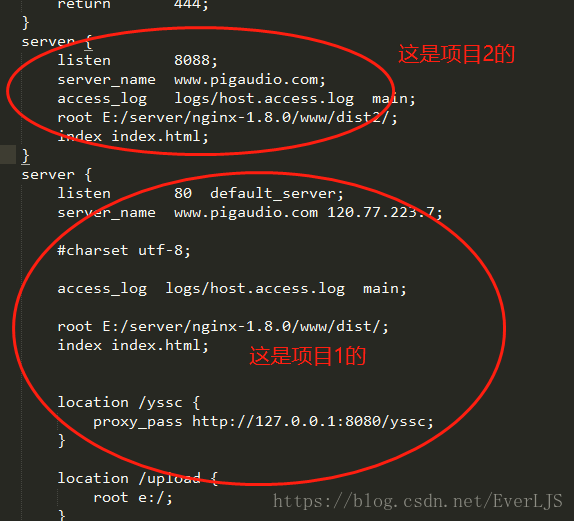 return 444;
}
server {
listen 8088;
这是项目2的
server_name www.pigaudio.com;
access_log logs/host.access.log main;
root E:/server/nginx-1.8.0/www/dist2/;
index index.html;
}
server {
listen 80 default_server;
server_name www.pigaudio.com 120.77.223.7;
#charset utf-8;
access_log logs/host.access.log main;
root E:/server/nginx-1.8.0/www/dist/;
index index.html;
这是项目1的
location /yssc {
proxy_pass http://127.0.0.1:8080/yssc;
}
location /upload {
root e:/;
}
https://blog.csdn.net/EverLJS